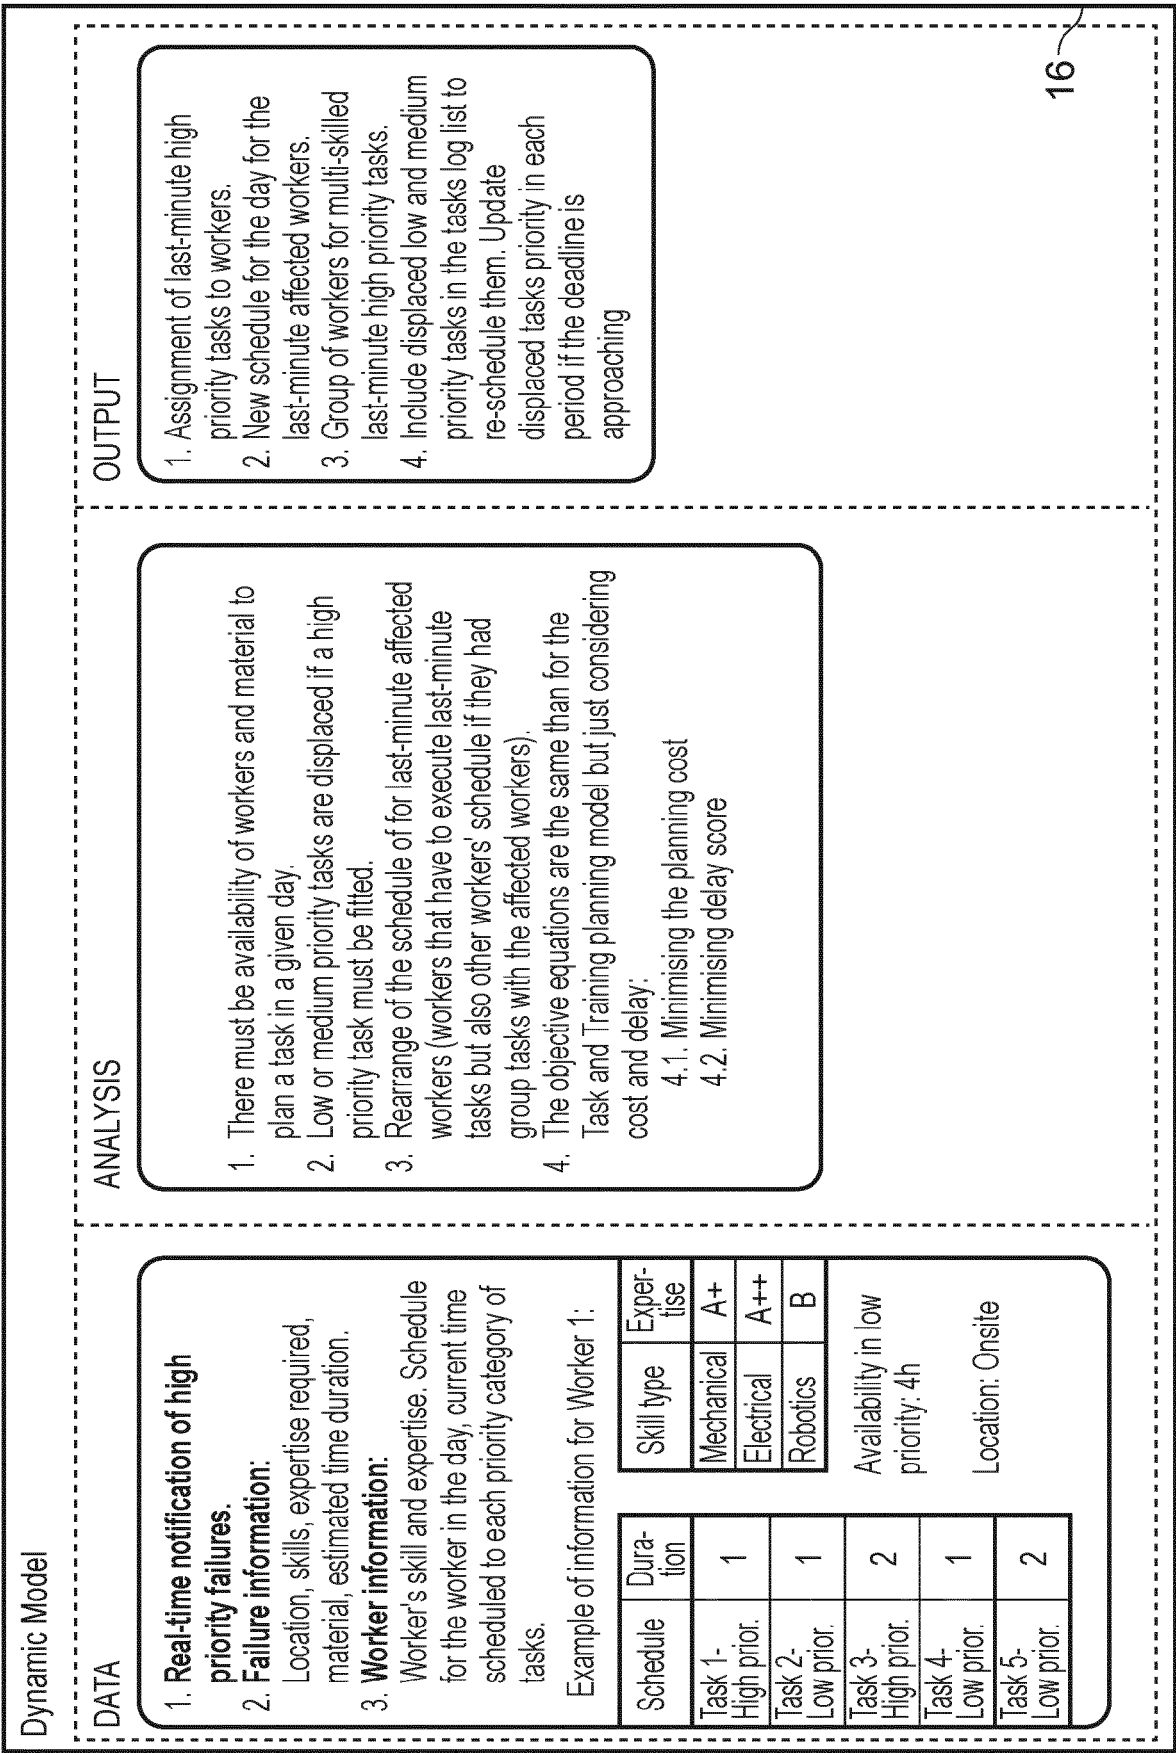 Dynamic Model
DATA
1. Real-time notification of high
priority failures.
2. Failure information:
Location, skills, expertise required,
material, estimated time duration.
3. Worker information:
Worker's skill and expertise. Schedule
for the worker in the day, current time
scheduled to each priority category of
tasks.
Example of information for Worker 1:
Schedule
Dura-
tion
Task 1-
High prior.
1
Task 2-
Low prior.
1
Task 3-
High prior.
2
Task 4-
Low prior.
1
Task 5-
Low prior.
2
Skill type
Exper-
tise
Mechanical
A+
Electrical
A++
Robotics
B
Availability in low
priority: 4h
Location: Onsite
ANALYSIS
1. There must be availability of workers and material to
plan a task in a given day.
2. Low or medium priority tasks are displaced if a high
priority task must be fitted.
3. Rearrange of the schedule of for last-minute affected
workers (workers that have to execute last-minute
tasks but also other workers' schedule if they had
group tasks with the affected workers).
4. The objective equations are the same than for the
Task and Training planning model but just considering
cost and delay:
4.1. Minimising the planning cost
4.2. Minimising delay score
OUTPUT
1. Assignment of last-minute high
priority tasks to workers.
2. New schedule for the day for the
last-minute affected workers.
3. Group of workers for multi-skilled
last-minute high priority tasks.
4. Include displaced low and medium
priority tasks in the tasks log list to
re-schedule them. Update
displaced tasks priority in each
period if the deadline is
approaching
16